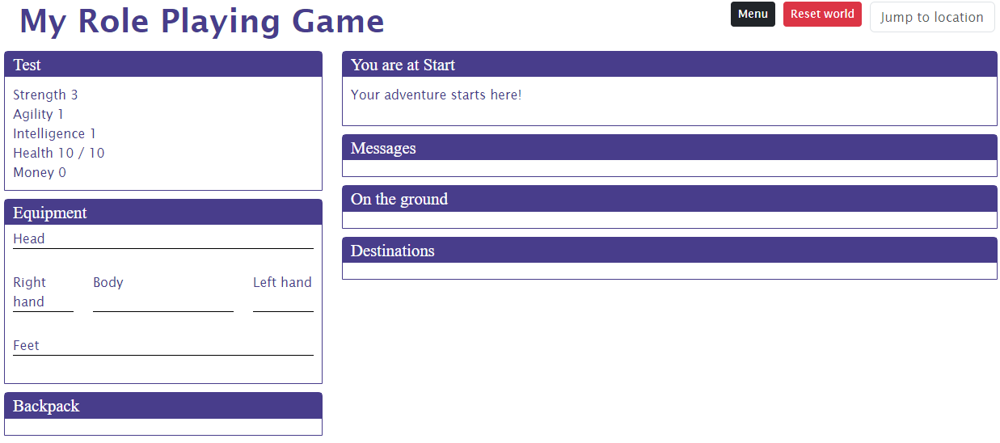 My Role Playing Game
Menu
Reset world
Jump to location
Test
Strength 3
Agility 1
Intelligence 1
Health 10 / 10
Money 0
Equipment
Head
Right
hand
Body
Left hand
Feet
Backpack
You are at Start
Your adventure starts here!
Messages
On the ground
Destinations